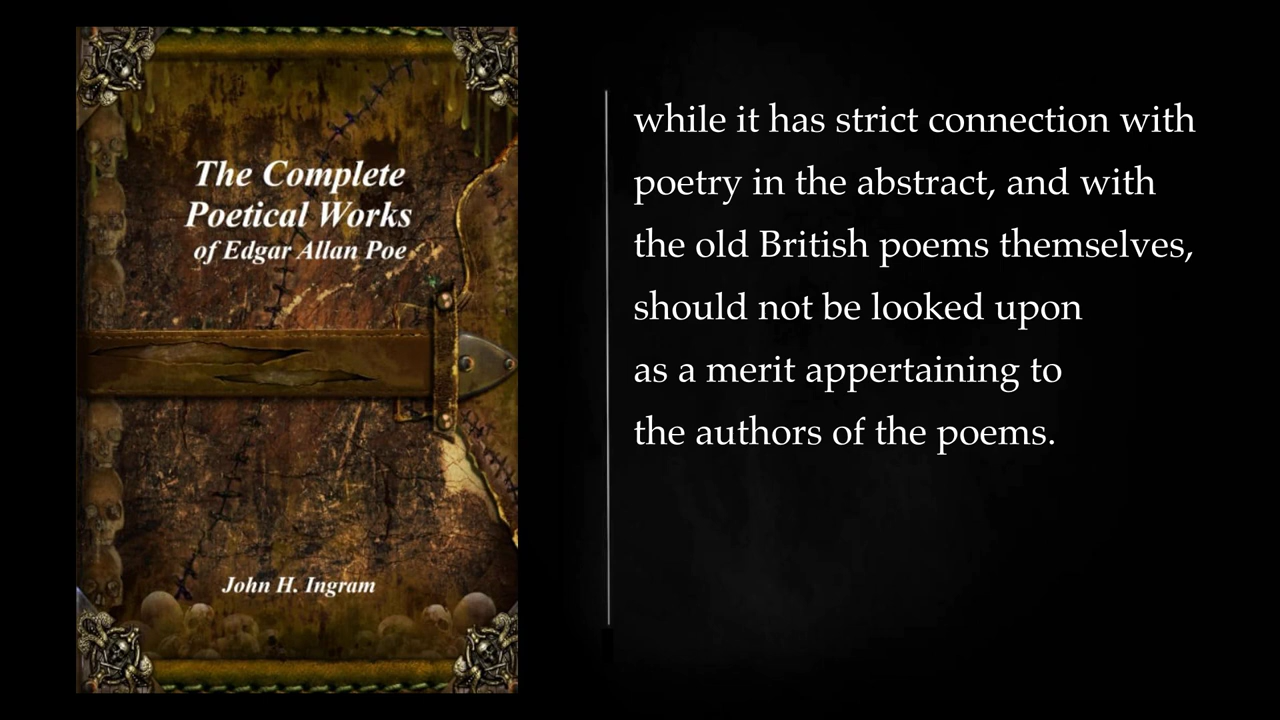 The Complete
Poetical Works
of Edgar Allan Poe
John H. Ingram
while it has strict connection with
poetry in the abstract, and with
the old British poems themselves,
should not be looked upon
as a merit appertaining to
the authors of the poems.